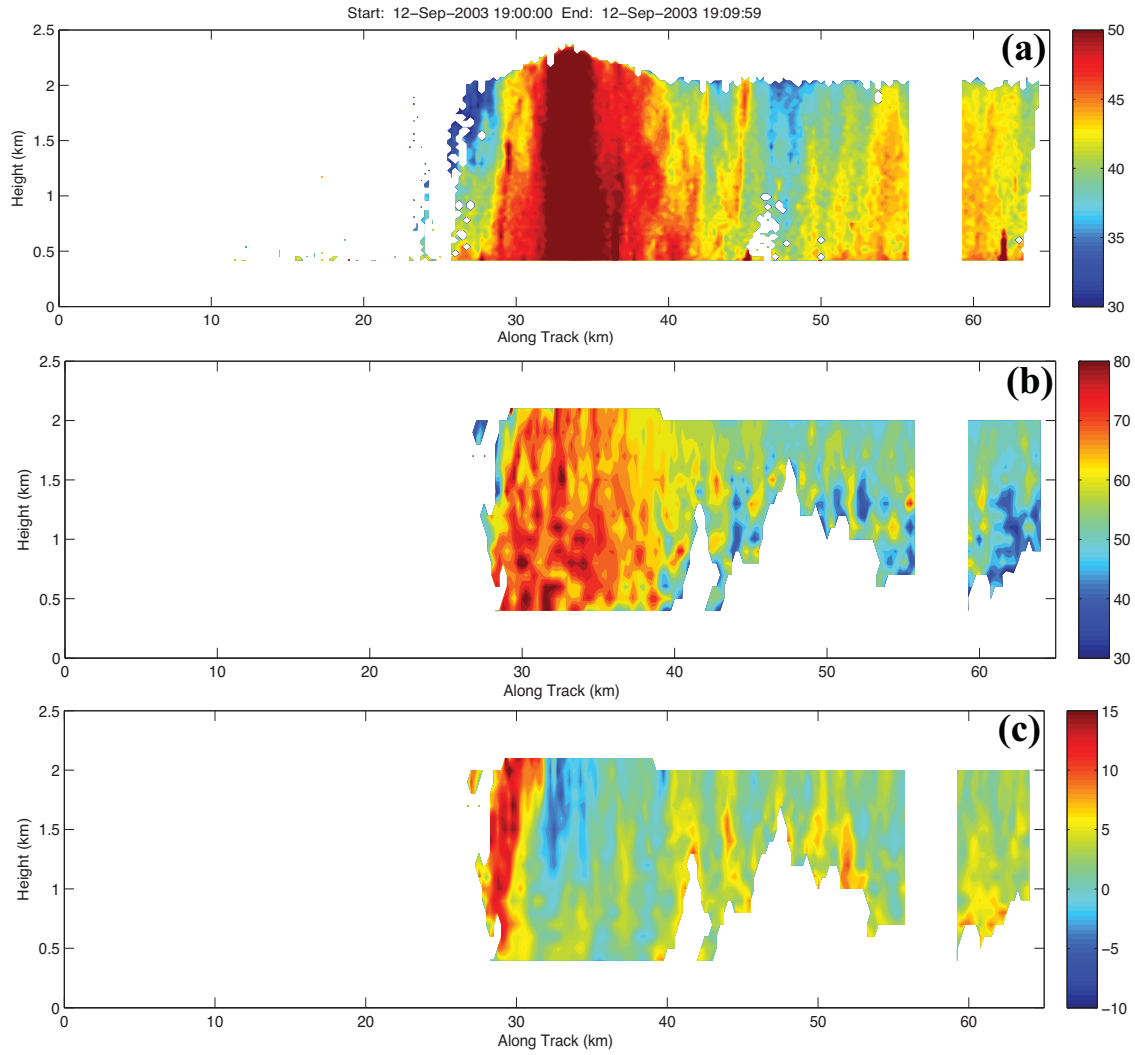 Start: 12-Sep-2003 19:00:00 End: 12-Sep-2003 19:09:59
(a)
2.5
2
1.5
1
0.5
0
Height (km)
0 10 20 30 40 50 60
Along Track (km)
50
45
40
35
30
(b)
2.5
2
1.5
1
0.5
0
Height (km)
0 10 20 30 40 50 60
Along Track (km)
80
70
60
50
40
30
(c)
2.5
2
1.5
1
0.5
0
Height (km)
0 10 20 30 40 50 60
Along Track (km)
15
10
5
0
-5
-10